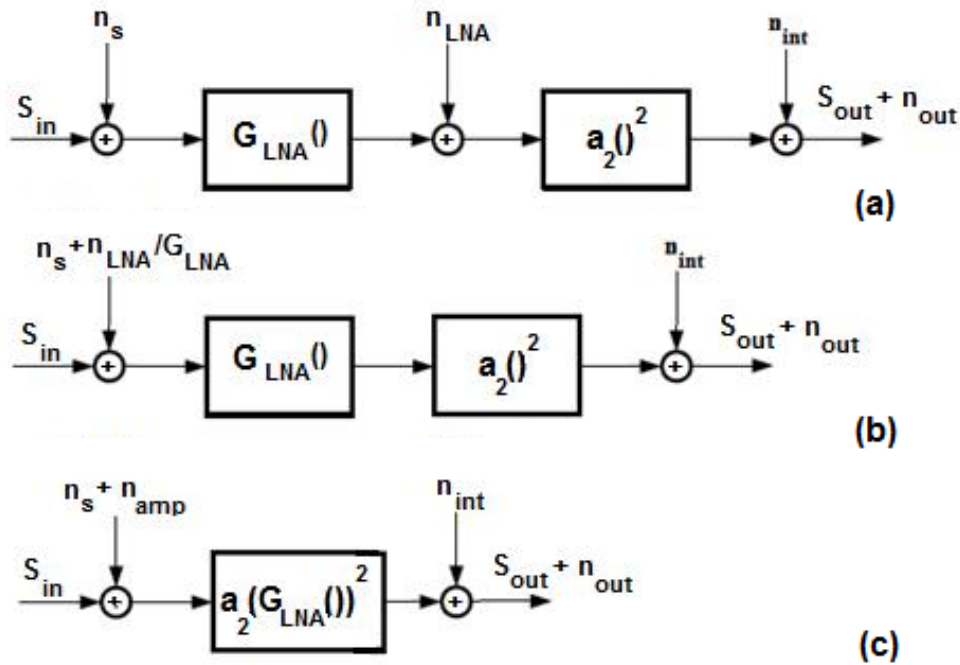 n_s n_LNA n_int
S_in + G_LNA() + a_2()^2 + S_out + n_out
(a)
n_s + n_LNA/G_LNA n_int
S_in + G_LNA() a_2()^2 + S_out + n_out
(b)
n_s + n_amp n_int
S_in + a_2(G_LNA())^2 + S_out + n_out
(c)